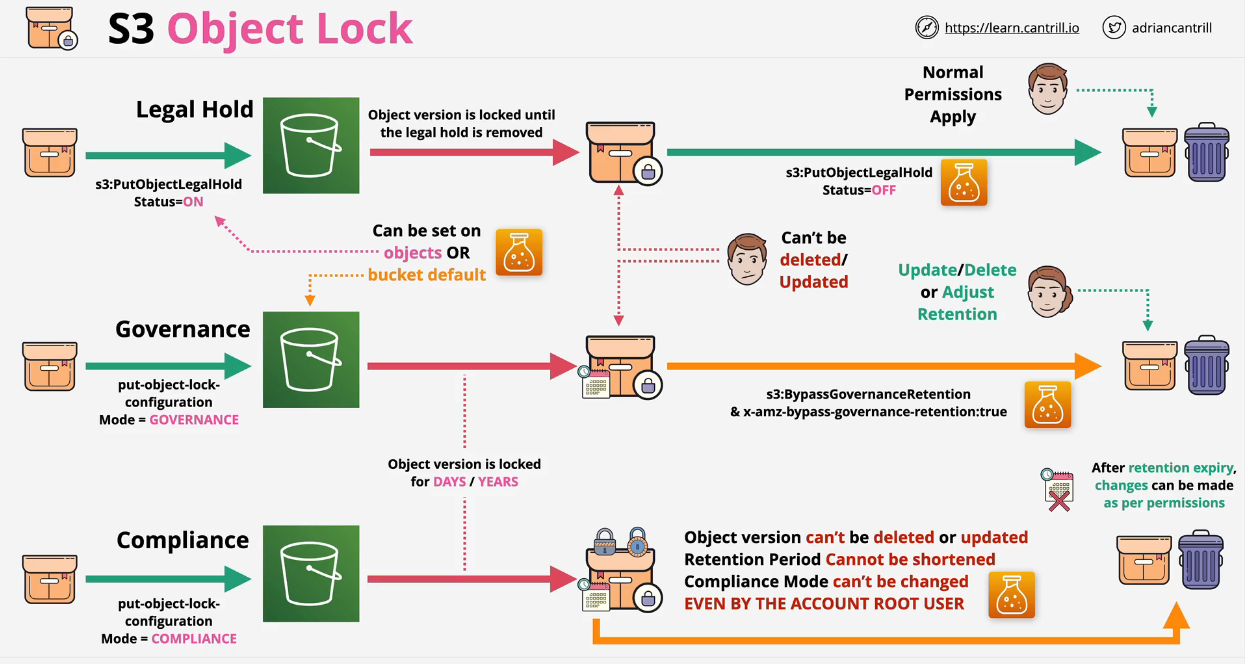 S3 Object Lock
https://learn.cantrill.io
adriancantrill
Legal Hold
s3:PutObjectLegalHold
Status=ON
Object version is locked until
the legal hold is removed
s3:PutObjectLegalHold
Status=OFF
Normal
Permissions
Apply
Can be set on
objects OR
bucket default
Can't be
deleted/
Updated
Governance
put-object-lock-
configuration
Mode = GOVERNANCE
Update/Delete
or Adjust
Retention
s3:BypassGovernanceRetention
& x-amz-bypass-governance-retention:true
Object version is locked
for DAYS / YEARS
Compliance
put-object-lock-
configuration
Mode = COMPLIANCE
Object version can't be deleted or updated
Retention Period Cannot be shortened
Compliance Mode can't be changed
EVEN BY THE ACCOUNT ROOT USER
After retention expiry,
changes can be made
as per permissions